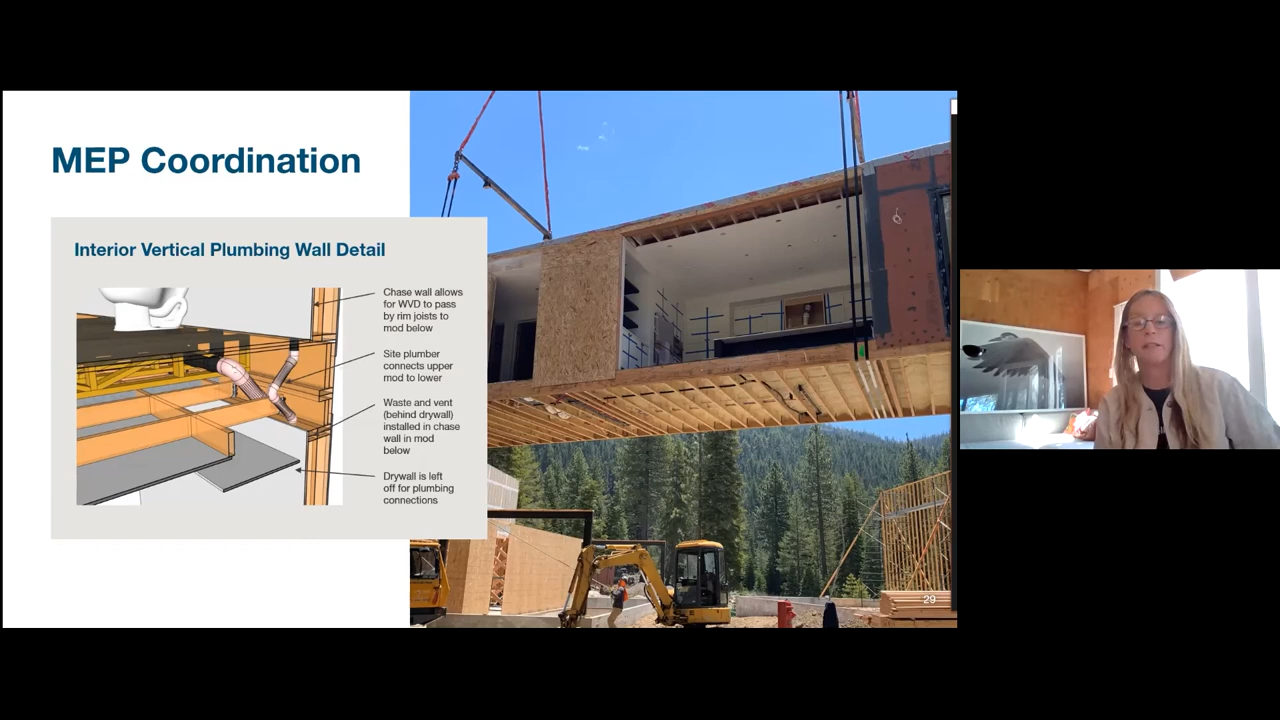 MEP Coordination
Interior Vertical Plumbing Wall Detail
Chase wall allows
for WVD to pass
by rim joists to
mod below
Site plumber
connects upper
mod to lower
Waste and vent
(behind drywall)
installed in chase
wall in mod
below
Drywall is left
off for plumbing
connections
29